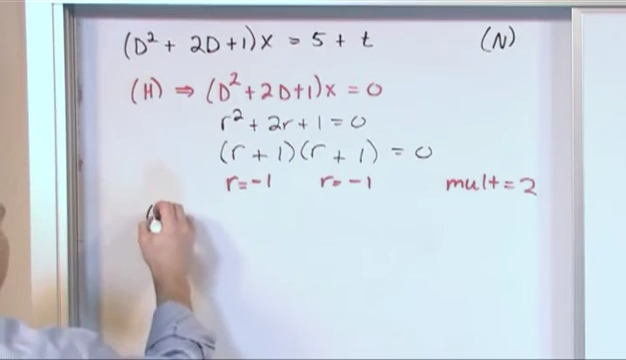 (D² + 2D+1)x = 5 + t (N)
(H) ⇒ (D²+2D+1)x = 0
r² + 2r + 1 = 0
(r + 1)(r + 1) = 0
r = -1 r = -1 mult = 2
(